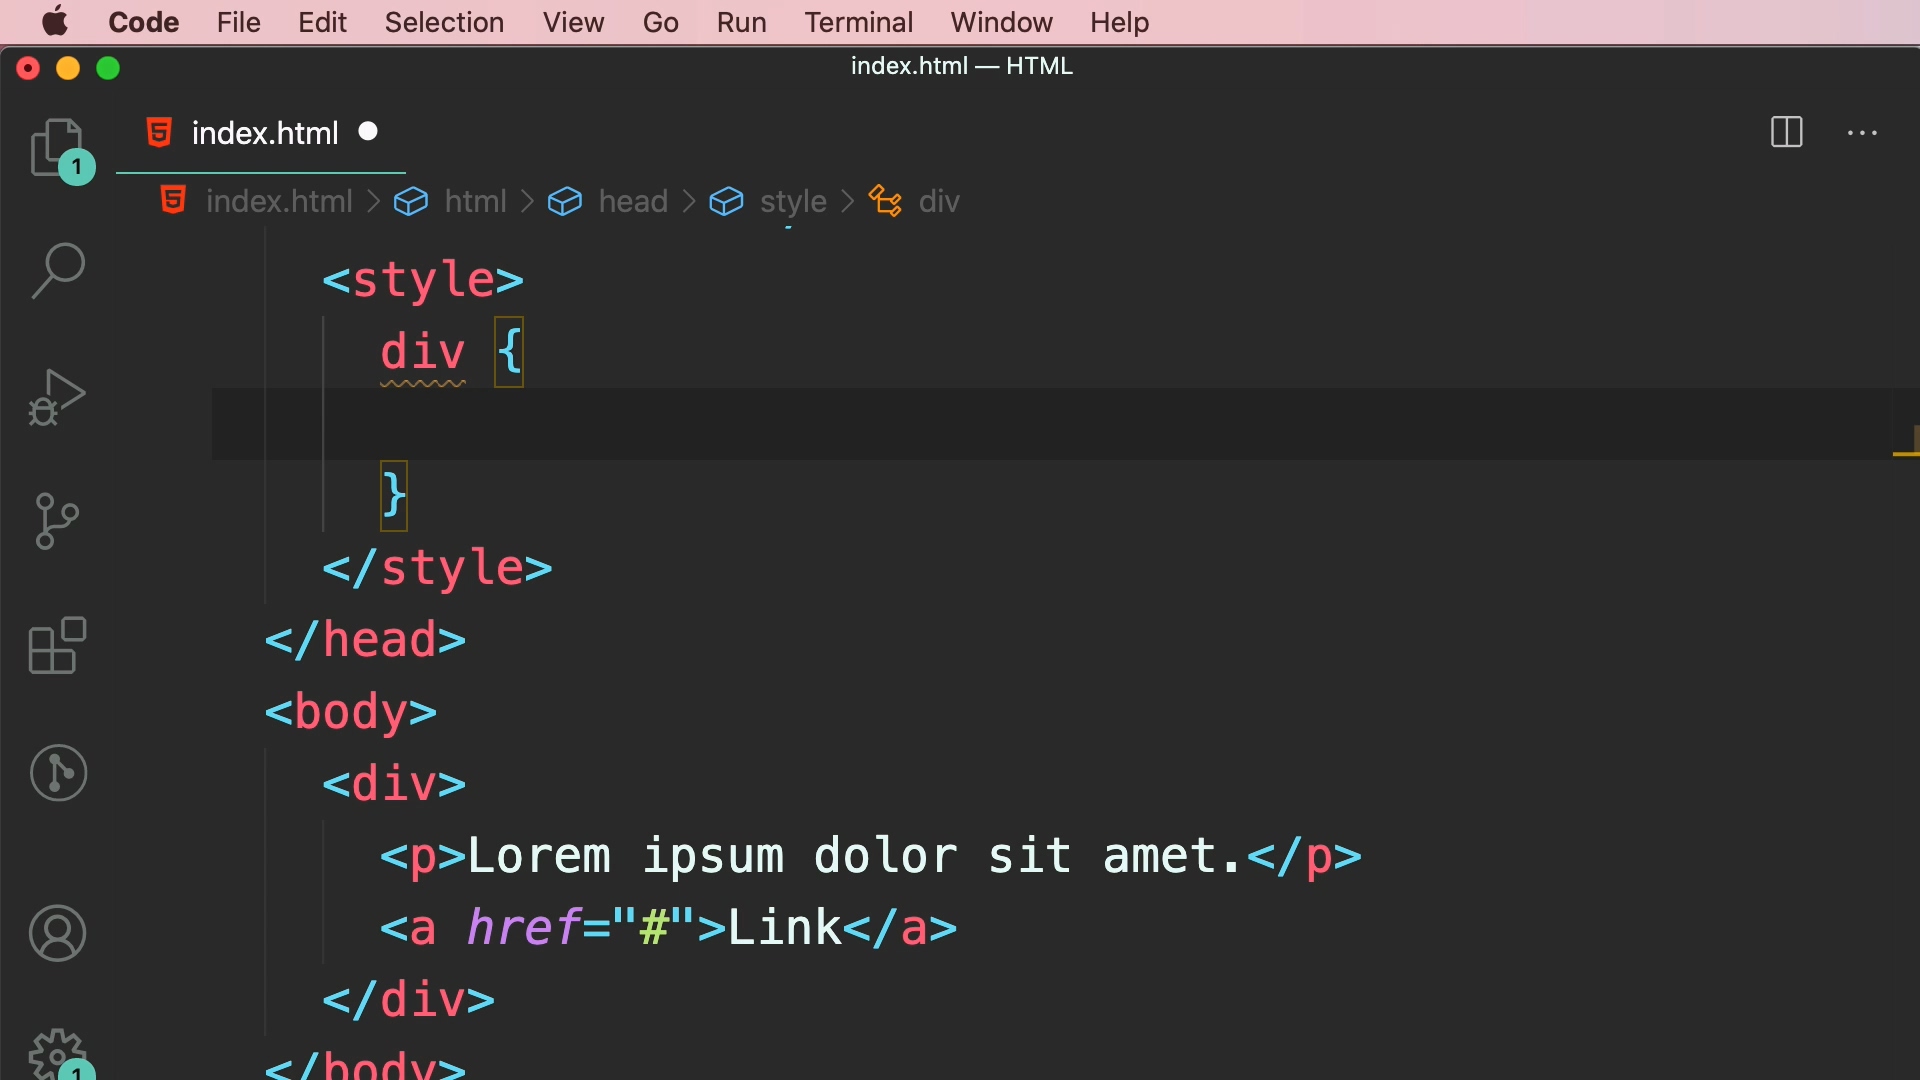 Code File Edit Selection View Go Run Terminal Window Help
index.html — HTML
index.html
1
index.html > html > head > style > div
<style>
div {
}
</style>
</head>
<body>
<div>
<p>Lorem ipsum dolor sit amet.</p>
<a href="#">Link</a>
</div>
</body>
1